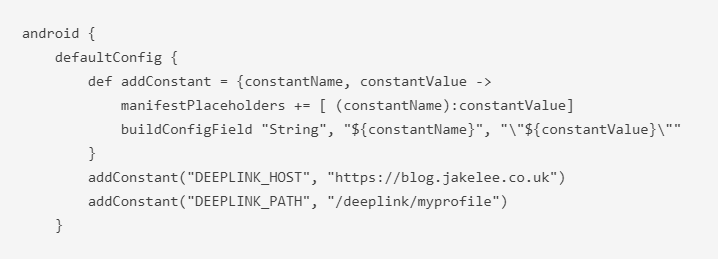 android {
    defaultConfig {
        def addConstant = {constantName, constantValue ->
            manifestPlaceholders += [ (constantName):constantValue]
            buildConfigField "String", "${constantName}", "\"${constantValue}\""
        }
        addConstant("DEEPLINK_HOST", "https://blog.jakelee.co.uk")
        addConstant("DEEPLINK_PATH", "/deeplink/myprofile")
    }